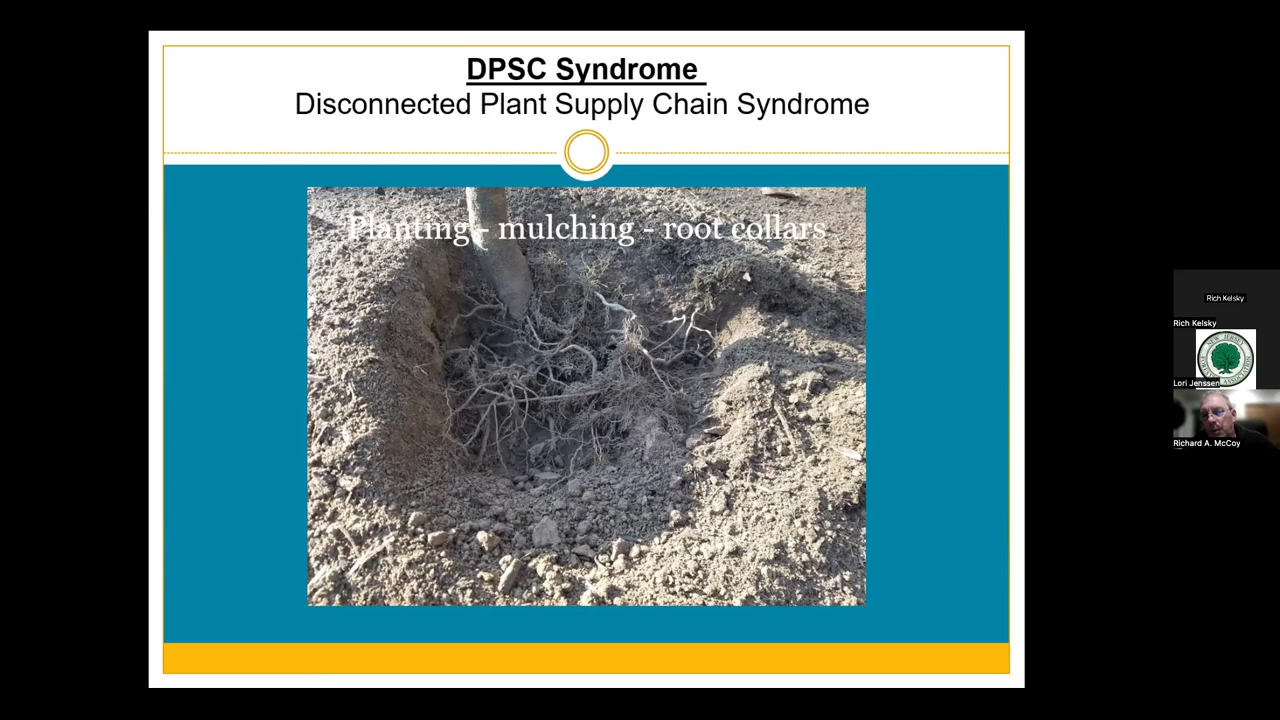 DPSC Syndrome
Disconnected Plant Supply Chain Syndrome
Planting - mulching - root collars
Rich Kelsky
Rich Kelsky
Lori Jenssen
Richard A. McCoy